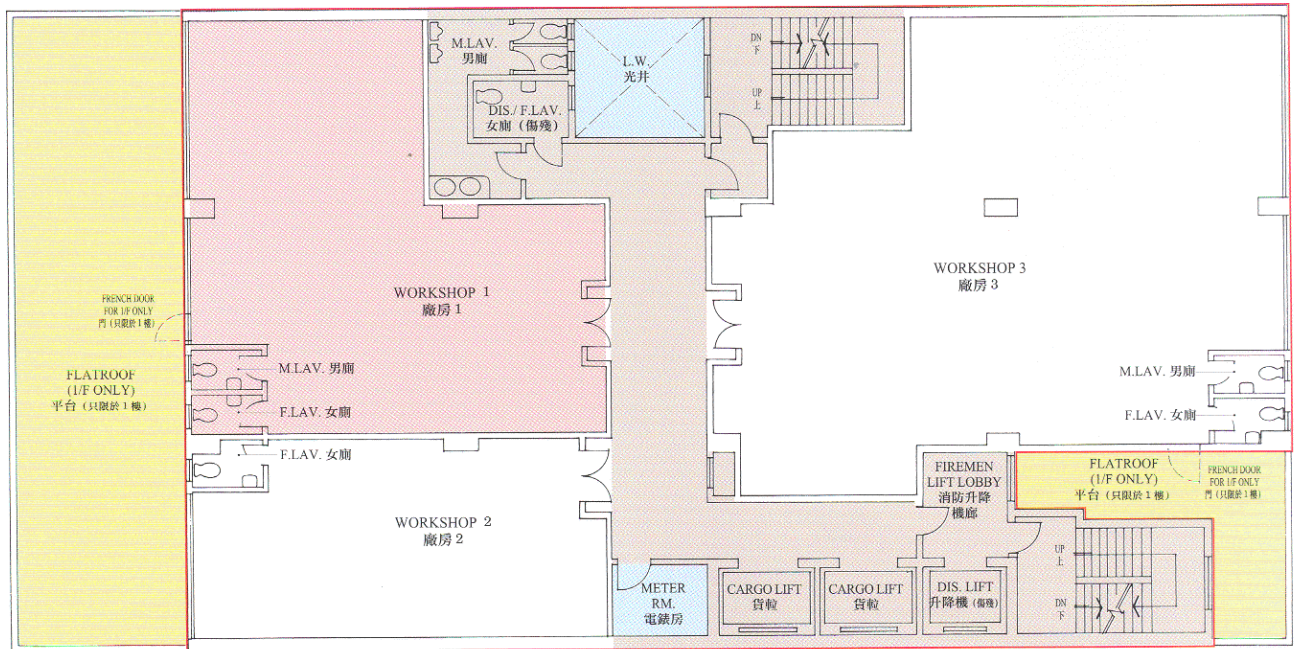 M.LAV.
男廁
L.W.
光井
DN
下
UP
上
DIS./ F.LAV.
女廁 (傷殘)
WORKSHOP 1
廠房 1
WORKSHOP 3
廠房 3
FRENCH DOOR
FOR 1/F ONLY
門 (只限於 1 樓)
FLATROOF
(1/F ONLY)
平台 (只限於 1 樓)
M.LAV. 男廁
F.LAV. 女廁
F.LAV. 女廁
M.LAV. 男廁
F.LAV. 女廁
WORKSHOP 2
廠房 2
FIREMEN
LIFT LOBBY
消防升降
機廊
FLATROOF
(1/F ONLY)
平台 (只限於 1 樓)
FRENCH DOOR
FOR 1/F ONLY
門 (只限於 1 樓)
UP
上
DN
下
METER
RM.
電錶房
CARGO LIFT
貨䢂
CARGO LIFT
貨䢂
DIS. LIFT
升降機 (傷殘)